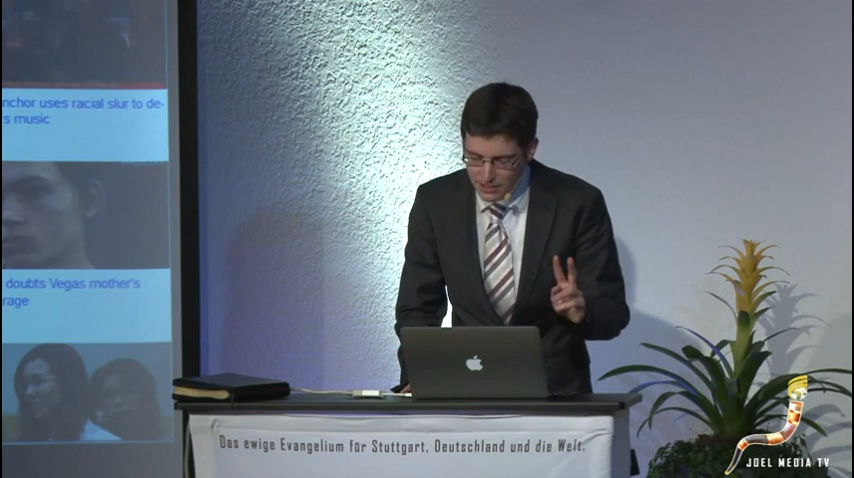 nchor uses racial slur to de-
's music
doubts Vegas mother's
rage
Das ewige Evangelium für Stuttgart, Deutschland und die Welt.
JOEL MEDIA TV